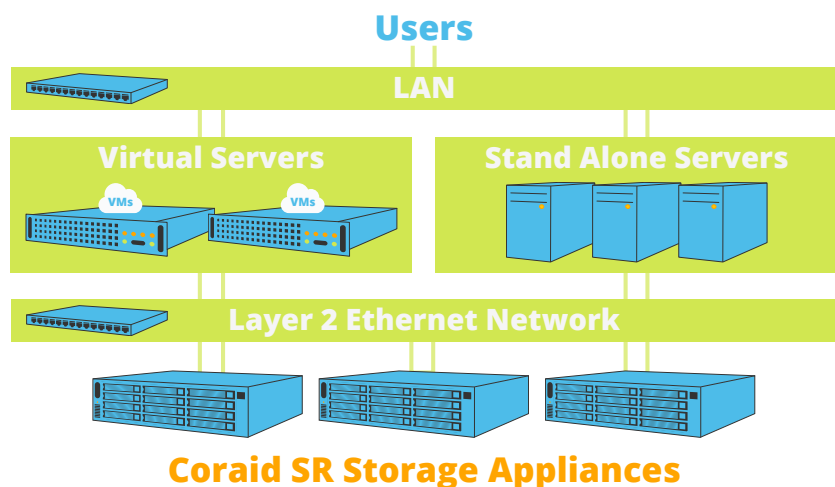 Users
LAN
Virtual Servers
Stand Alone Servers
VMs
VMs
Layer 2 Ethernet Network
Coraid SR Storage Appliances